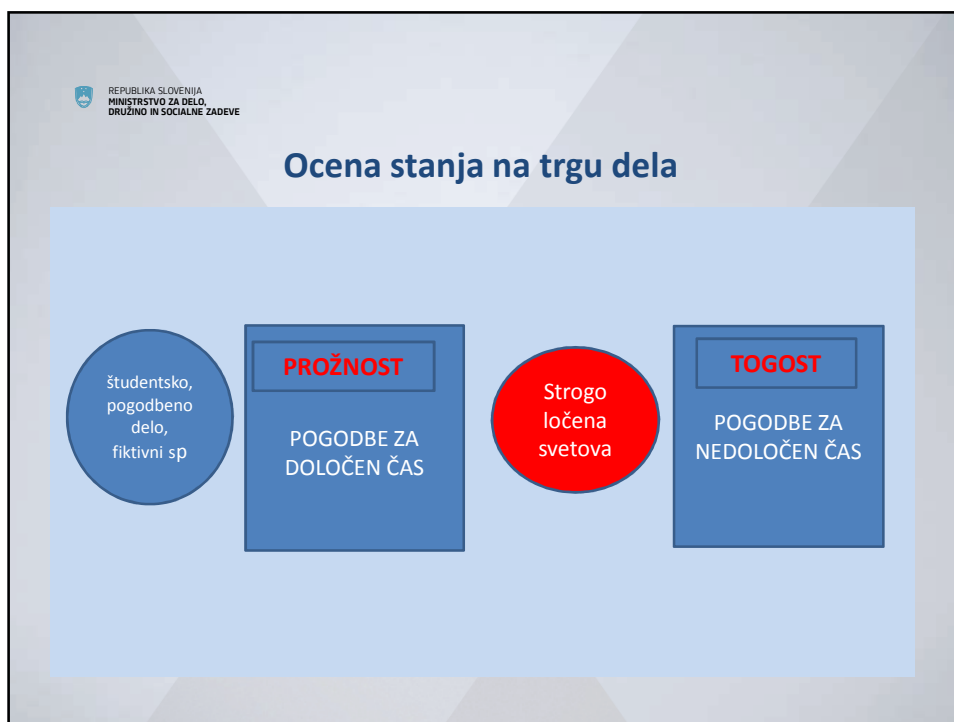 REPUBLIKA SLOVENIJA
MINISTRSTVO ZA DELO,
DRUŽINO IN SOCIALNE ZADEVE
Ocena stanja na trgu dela
študentsko,
pogodbeno
delo,
fiktivni sp
PROŽNOST
POGODBE ZA
DOLOČEN ČAS
Strogo
ločena
svetova
TOGOST
POGODBE ZA
NEDOLOČEN ČAS